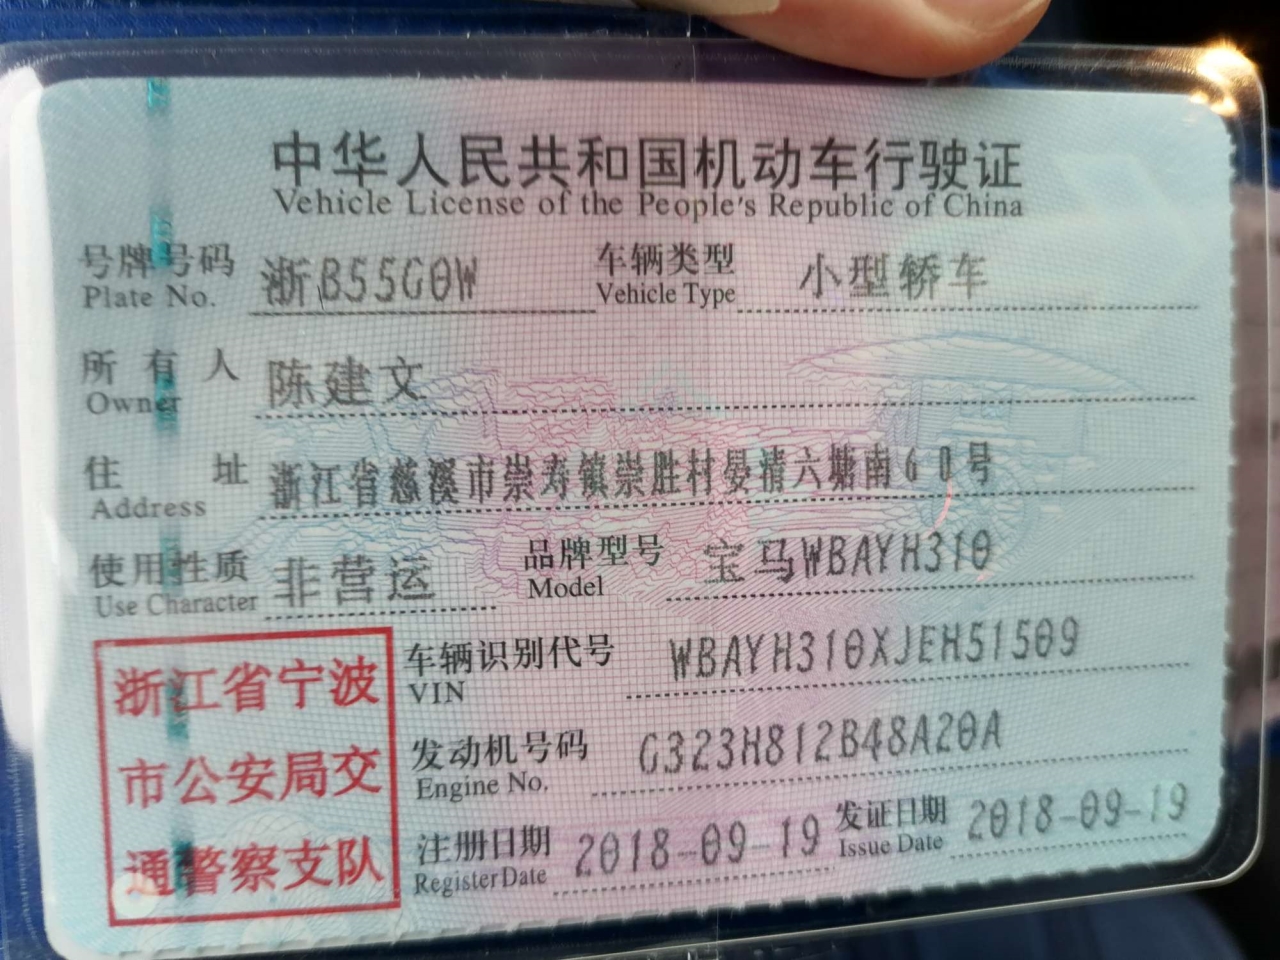 中华人民共和国机动车行驶证
Vehicle License of the People's Republic of China
号牌号码 浙B55G0W 车辆类型 小型轿车
Plate No. Vehicle Type
所有人 陈建文
Owner
住址 浙江省慈溪市崇寿镇崇胜村晏清六塘南60号
Address
使用性质 非营运 品牌型号 宝马WBAYH310
Use Character Model
车辆识别代号 WBAYH310XJEH51509
VIN
发动机号码 G323H812B48A20A
Engine No.
注册日期 2018-09-19 发证日期 2018-09-19
Register Date Issue Date
浙江省宁波
市公安局交
通警察支队